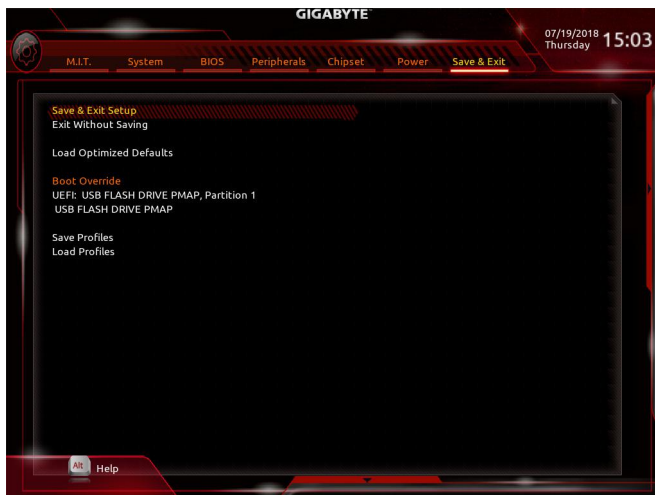 GIGABYTE™
07/19/2018 15:03
Thursday
M.I.T. System BIOS Peripherals Chipset Power Save & Exit
Save & Exit Setup
Exit Without Saving
Load Optimized Defaults
Boot Override
UEFI: USB FLASH DRIVE PMAP, Partition 1
USB FLASH DRIVE PMAP
Save Profiles
Load Profiles
Alt Help